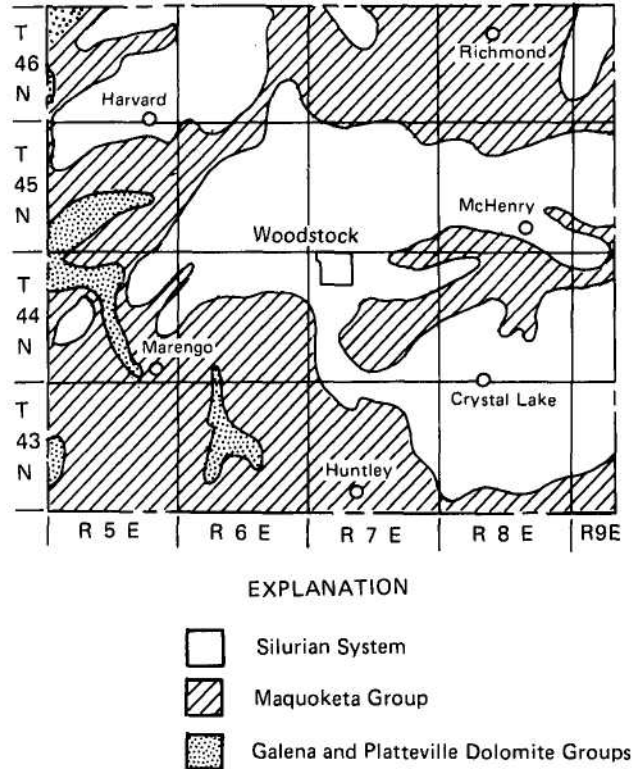 T
46
N
Richmond
Harvard
T
45
N
McHenry
Woodstock
T
44
N
Marengo
Crystal Lake
T
43
N
Huntley
R 5 E
R 6 E
R 7 E
R 8 E
R9E
EXPLANATION
Silurian System
Maquoketa Group
Galena and Platteville Dolomite Groups